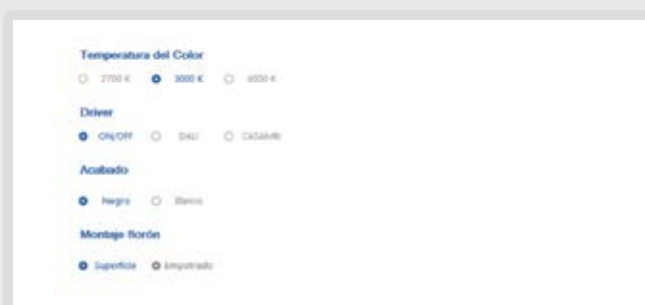 Temperatura del Color
2700 K 3000 K 4000 K
Driver
ON/OFF DALI CASAMBI
Acabado
Negro Blanco
Montaje florón
Superficie Empotrado